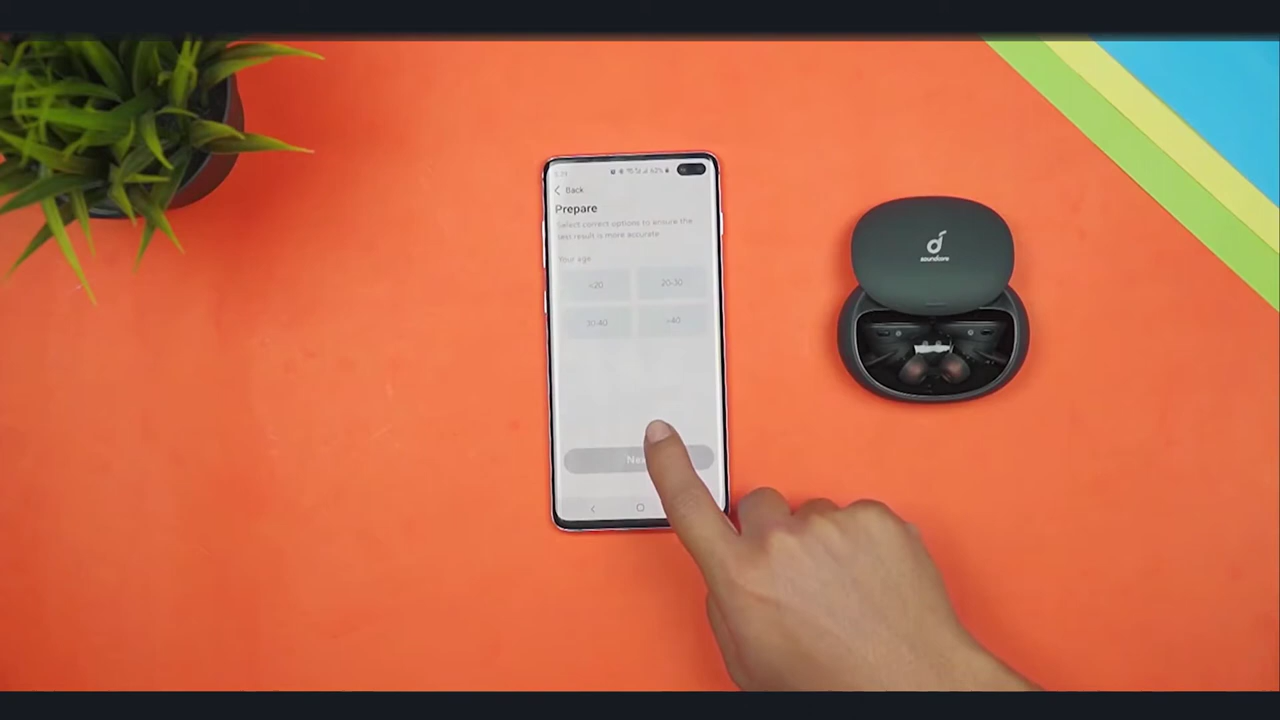 Back
Prepare
Select correct options to ensure the
test result is more accurate
Your age
<20
20-30
30-40
>40
soundcore